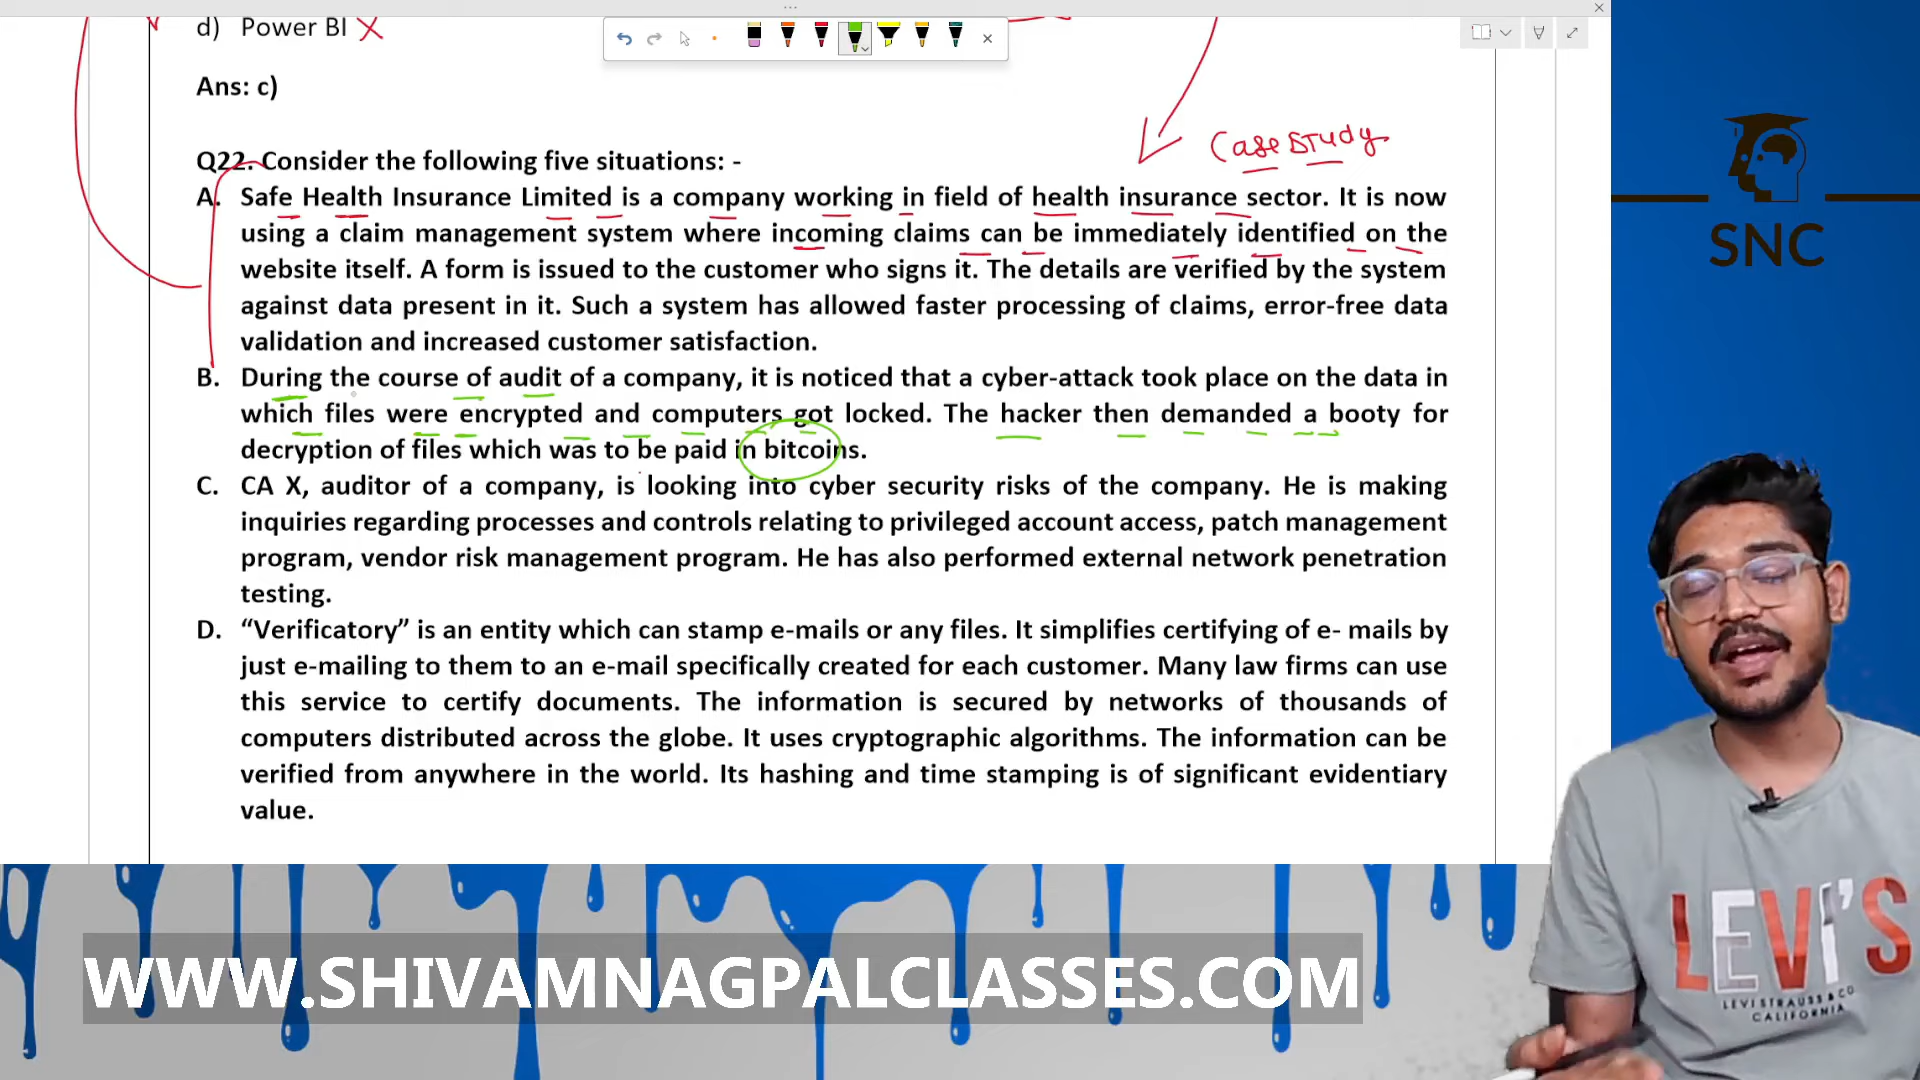 d) Power BI X
Ans: c)
Case Study
Q22. Consider the following five situations: -
A. Safe Health Insurance Limited is a company working in field of health insurance sector. It is now
using a claim management system where incoming claims can be immediately identified on the
website itself. A form is issued to the customer who signs it. The details are verified by the system
against data present in it. Such a system has allowed faster processing of claims, error-free data
validation and increased customer satisfaction.
B. During the course of audit of a company, it is noticed that a cyber-attack took place on the data in
which files were encrypted and computers got locked. The hacker then demanded a booty for
decryption of files which was to be paid in bitcoins.
C. CA X, auditor of a company, is looking into cyber security risks of the company. He is making
inquiries regarding processes and controls relating to privileged account access, patch management
program, vendor risk management program. He has also performed external network penetration
testing.
D. “Verificatory” is an entity which can stamp e-mails or any files. It simplifies certifying of e- mails by
just e-mailing to them to an e-mail specifically created for each customer. Many law firms can use
this service to certify documents. The information is secured by networks of thousands of
computers distributed across the globe. It uses cryptographic algorithms. The information can be
verified from anywhere in the world. Its hashing and time stamping is of significant evidentiary
value.
SNC
LEVI'S
LEVI STRAUSS & CO
CALIFORNIA
WWW.SHIVAMNAGPALCLASSES.COM